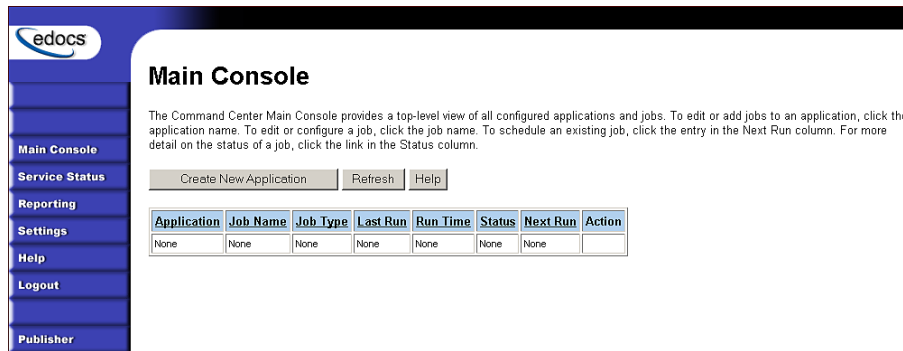 edocs
Main Console
The Command Center Main Console provides a top-level view of all configured applications and jobs. To edit or add jobs to an application, click the
application name. To edit or configure a job, click the job name. To schedule an existing job, click the entry in the Next Run column. For more
detail on the status of a job, click the link in the Status column.
Create New Application Refresh Help
Application Job Name Job Type Last Run Run Time Status Next Run Action
None None None None None None None
Main Console
Service Status
Reporting
Settings
Help
Logout
Publisher